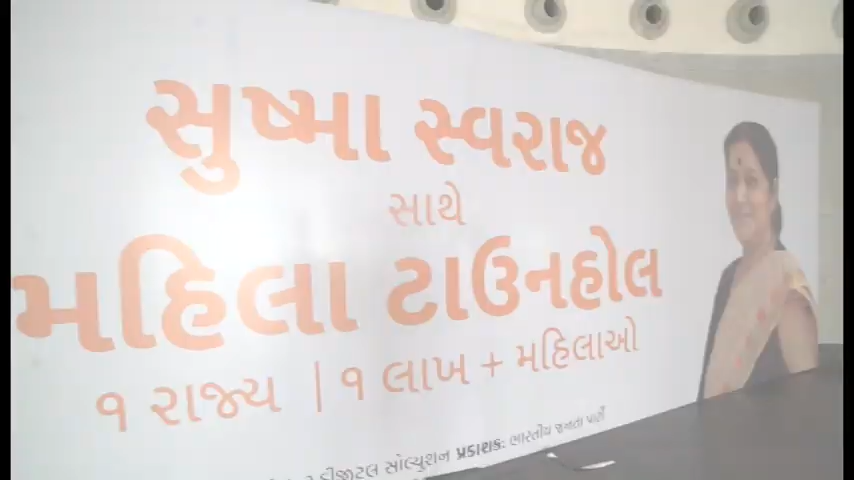 સુષ્મા સ્વરાજ
સાથે
મહિલા ટાઉનહોલ
૧ રાજ્ય | ૧ લાખ + મહિલાઓ
ડીજીટલ સોલ્યુશન પ્રકાશક: ભારતીય જનતા પાર્ટી